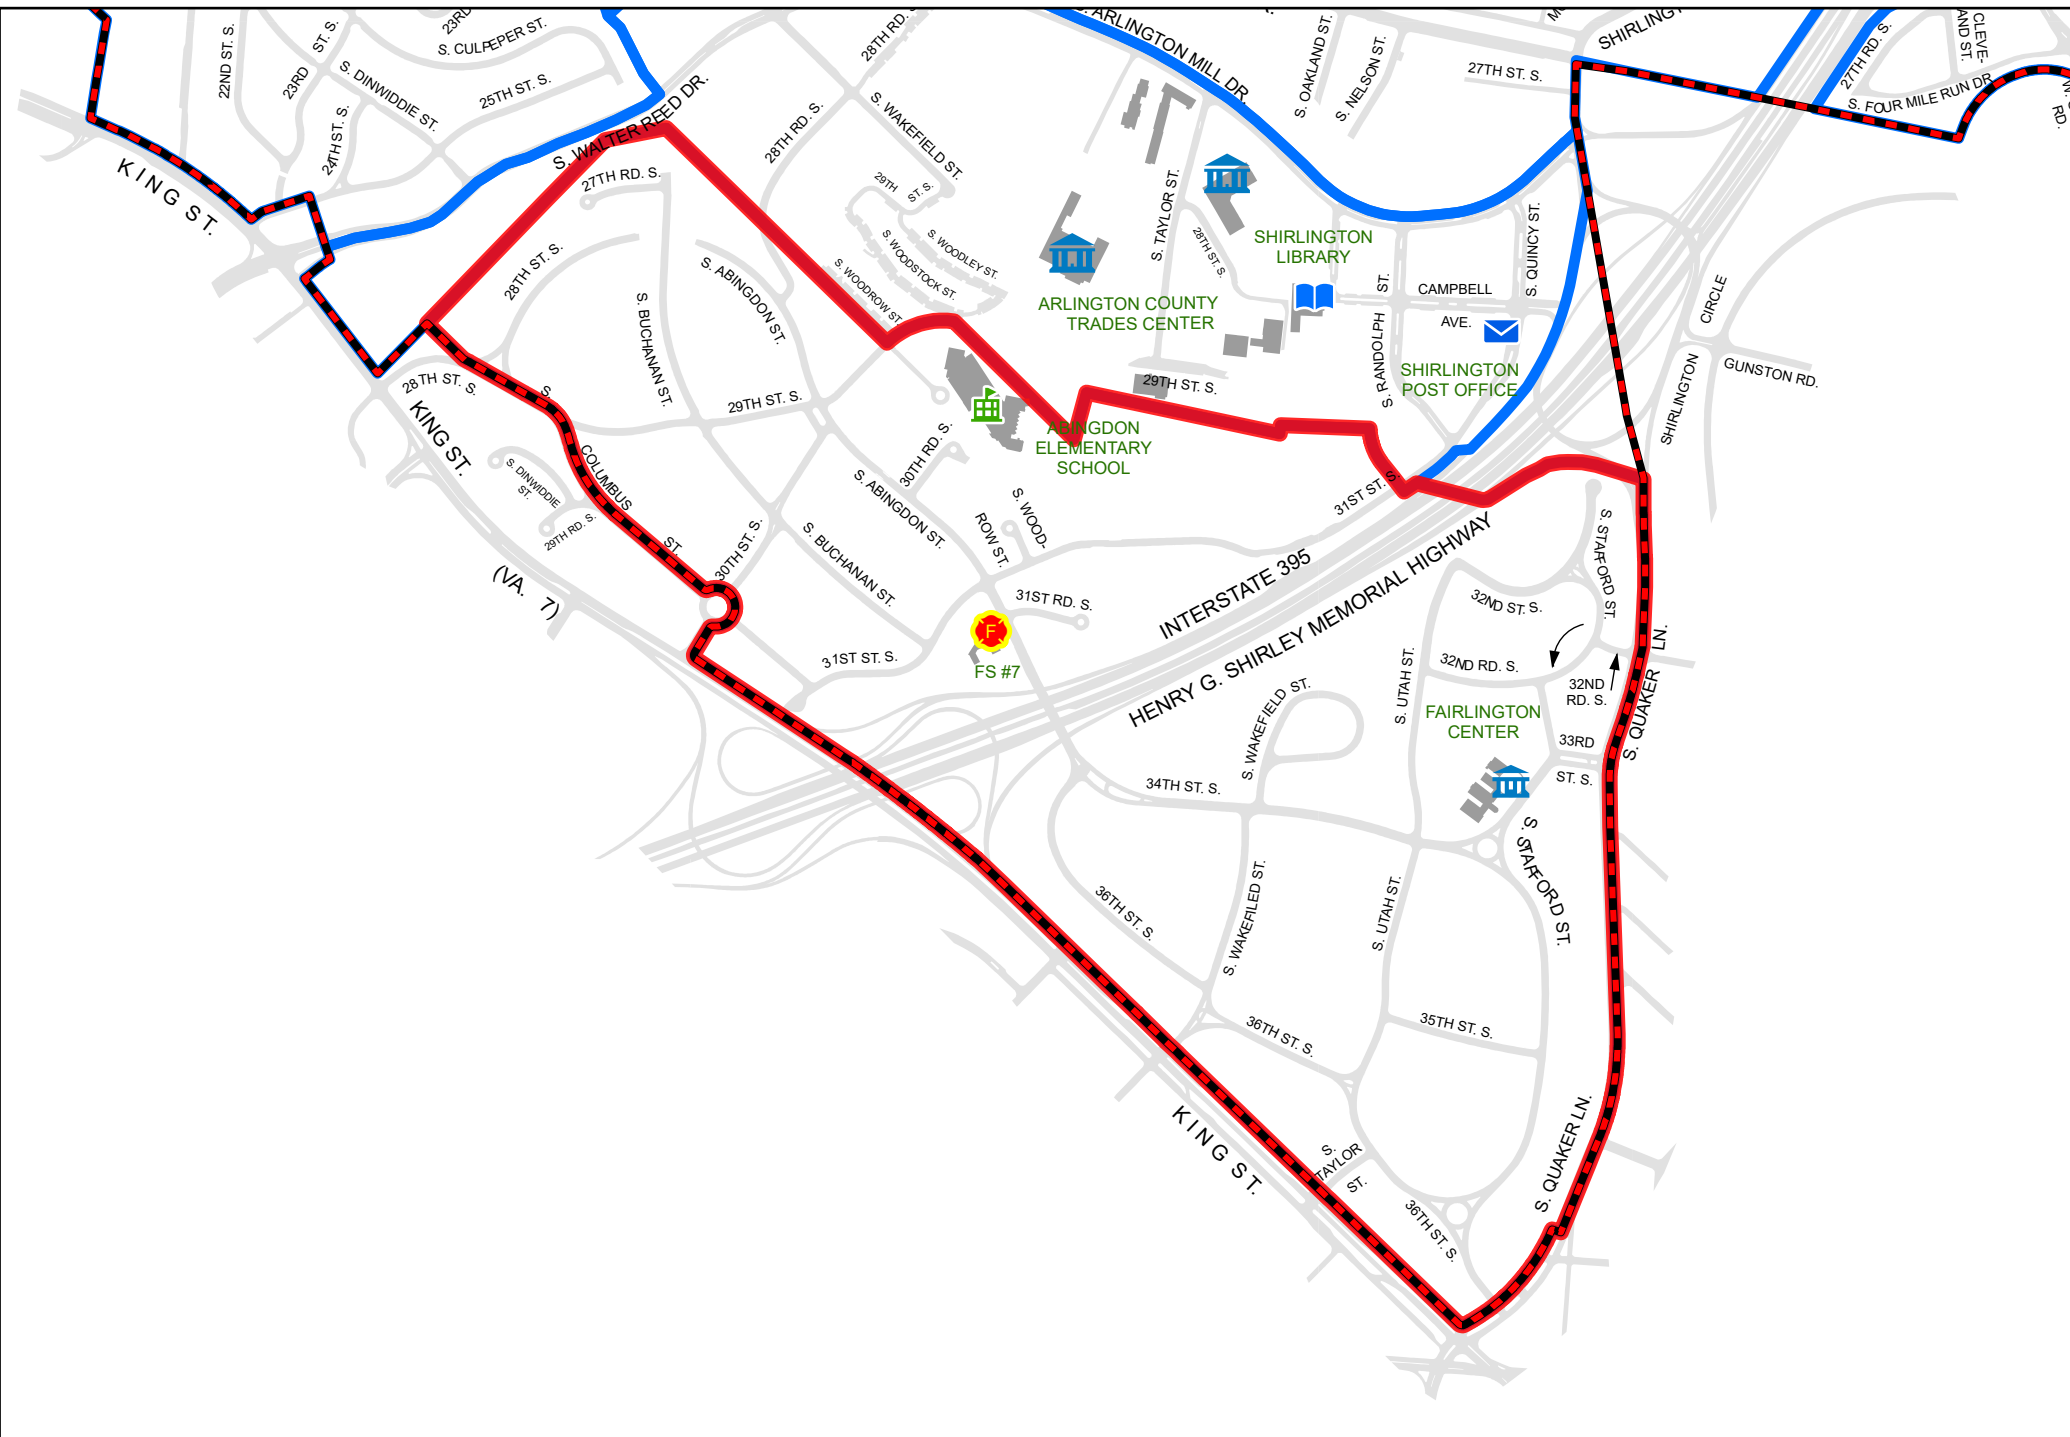 23RD
S. CULPEPER ST.
22ND ST. S.
23RD
ST. S.
S. DINWIDDIE ST.
25TH ST. S.
24TH ST. S.
S. WALTER REED DR.
28TH RD. S.
28TH RD. S.
S. WAKEFIELD ST.
27TH RD. S.
KING ST.
S. ARLINGTON MILL DR.
S. OAKLAND ST.
S. NELSON ST.
27TH ST. S.
27TH RD. S.
CLEVE-
AND ST.
S. FOUR MILE RUN DR.
RD.
29TH
ST. S.
S. WOODLEY ST.
S. WOODSTOCK ST.
S. WOODROW ST.
S. TAYLOR ST.
28TH ST. S.
SHIRLINGTON
LIBRARY
S. QUINCY ST.
28TH ST. S.
S. ABINGDON ST.
S. BUCHANAN ST.
ARLINGTON COUNTY
TRADES CENTER
CAMPBELL
AVE.
S. RANDOLPH
ST.
SHIRLINGTON
POST OFFICE
SHIRLINGTON
CIRCLE
GUNSTON RD.
28TH ST. S.
29TH ST. S.
29TH ST. S.
KING ST.
S.
COLUMBUS
ST.
S. DINWIDDIE
ST.
29TH RD. S.
30TH RD. S.
ABINGDON
ELEMENTARY
SCHOOL
S. ABINGDON ST.
S. WOOD-
ROW ST.
31ST ST. S.
30TH ST. S.
S. BUCHANAN ST.
(VA. 7)
31ST RD. S.
F
FS #7
31ST ST. S.
INTERSTATE 395
HENRY G. SHIRLEY MEMORIAL HIGHWAY
S. STAFFORD ST.
32ND ST. S.
32ND RD. S.
32ND
RD. S.
S. QUAKER LN.
S. UTAH ST.
S. WAKEFIELD ST.
FAIRLINGTON
CENTER
33RD
ST. S.
34TH ST. S.
S. STAFFORD ST.
36TH ST. S.
S. WAKEFILED ST.
S. UTAH ST.
36TH ST. S.
35TH ST. S.
KING ST.
S.
TAYLOR
ST.
36TH ST. S.
S. QUAKER LN.